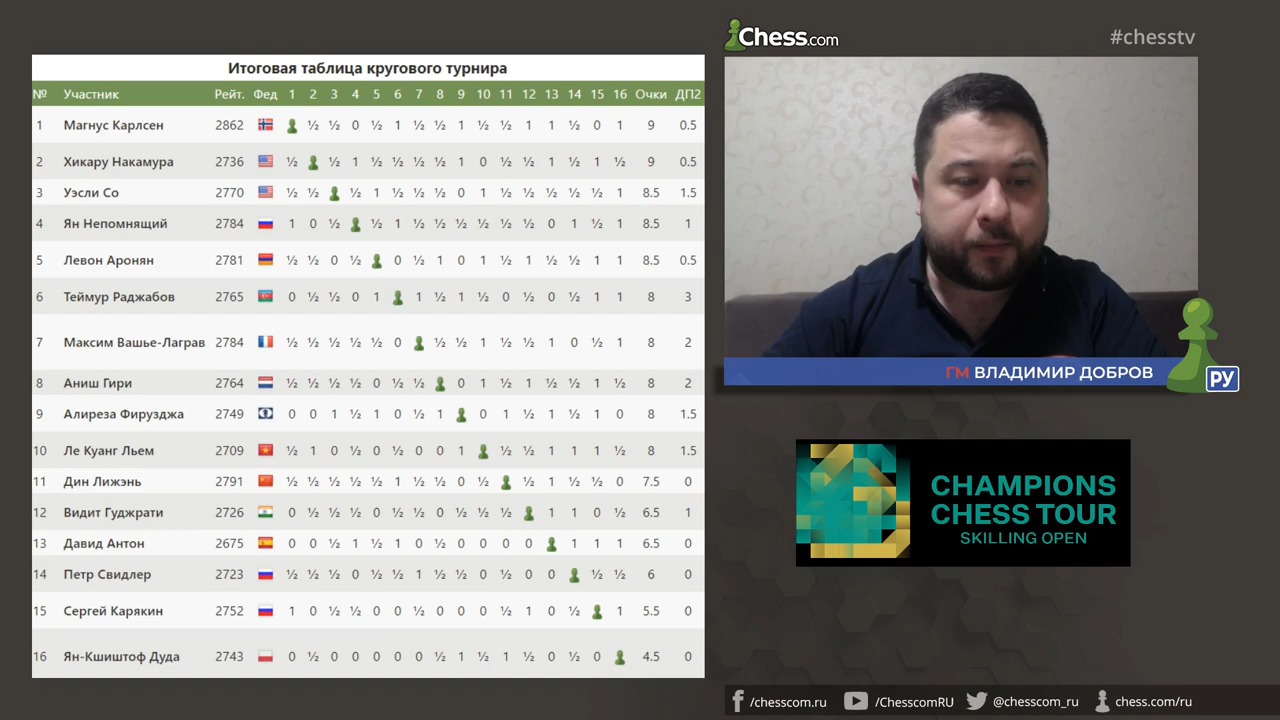 Итоговая таблица кругового турнира
№ Участник Рейт. Фед 1 2 3 4 5 6 7 8 9 10 11 12 13 14 15 16 Очки ДП2
1 Магнус Карлсен 2862 ½ ½ 0 ½ 1 ½ ½ 1 ½ ½ 1 1 ½ 0 1 9 0.5
2 Хикару Накамура 2736 ½ ½ 1 ½ ½ ½ ½ 1 0 ½ ½ 1 ½ 1 ½ 9 0.5
3 Уэсли Со 2770 ½ ½ ½ 1 ½ ½ ½ 0 1 ½ ½ ½ ½ ½ 1 8.5 1.5
4 Ян Непомнящий 2784 1 0 ½ ½ 1 ½ ½ ½ ½ ½ ½ 0 1 ½ 1 8.5 1
5 Левон Аронян 2781 ½ ½ 0 ½ 0 ½ 1 0 1 ½ 1 ½ ½ 1 1 8.5 0.5
6 Теймур Раджабов 2765 0 ½ ½ 0 1 1 ½ 1 ½ 0 ½ 0 ½ 1 1 8 3
7 Максим Вашье-Лаграв 2784 ½ ½ ½ ½ ½ 0 ½ ½ 1 ½ ½ 1 0 ½ 1 8 2
8 Аниш Гири 2764 ½ ½ ½ ½ 0 ½ ½ 0 1 ½ 1 ½ ½ 1 ½ 8 2
9 Алиреза Фируэджа 2749 0 0 1 ½ 1 0 ½ 1 0 1 ½ 1 ½ 1 0 8 1.5
10 Ле Куанг Льем 2709 ½ 1 0 ½ 0 ½ 0 0 1 ½ ½ 1 1 1 ½ 8 1.5
11 Дин Лижэнь 2791 ½ ½ ½ ½ ½ 1 ½ ½ 0 ½ ½ 1 ½ ½ 0 7.5 0
12 Видит Гуджрати 2726 0 ½ ½ ½ 0 ½ ½ 0 ½ ½ ½ 1 1 0 ½ 6.5 1
13 Давид Антон 2675 0 0 ½ 1 ½ 1 0 ½ 0 0 0 0 1 1 1 6.5 0
14 Петр Свидлер 2723 ½ ½ ½ 0 ½ ½ 1 ½ ½ 0 ½ 0 0 ½ ½ 6 0
15 Сергей Карякин 2752 1 0 ½ ½ 0 0 ½ 0 0 0 ½ 1 0 ½ 1 5.5 0
16 Ян-Кшиштоф Дуда 2743 0 ½ 0 0 0 0 0 ½ 1 ½ 1 ½ 0 ½ 0 4.5 0
Chess.com
#chesstv
ГМ ВЛАДИМИР ДОБРОВ
РУ
CHAMPIONS
CHESS TOUR
SKILLING OPEN
/chesscom.ru /ChesscomRU @chesscom_ru chess.com/ru